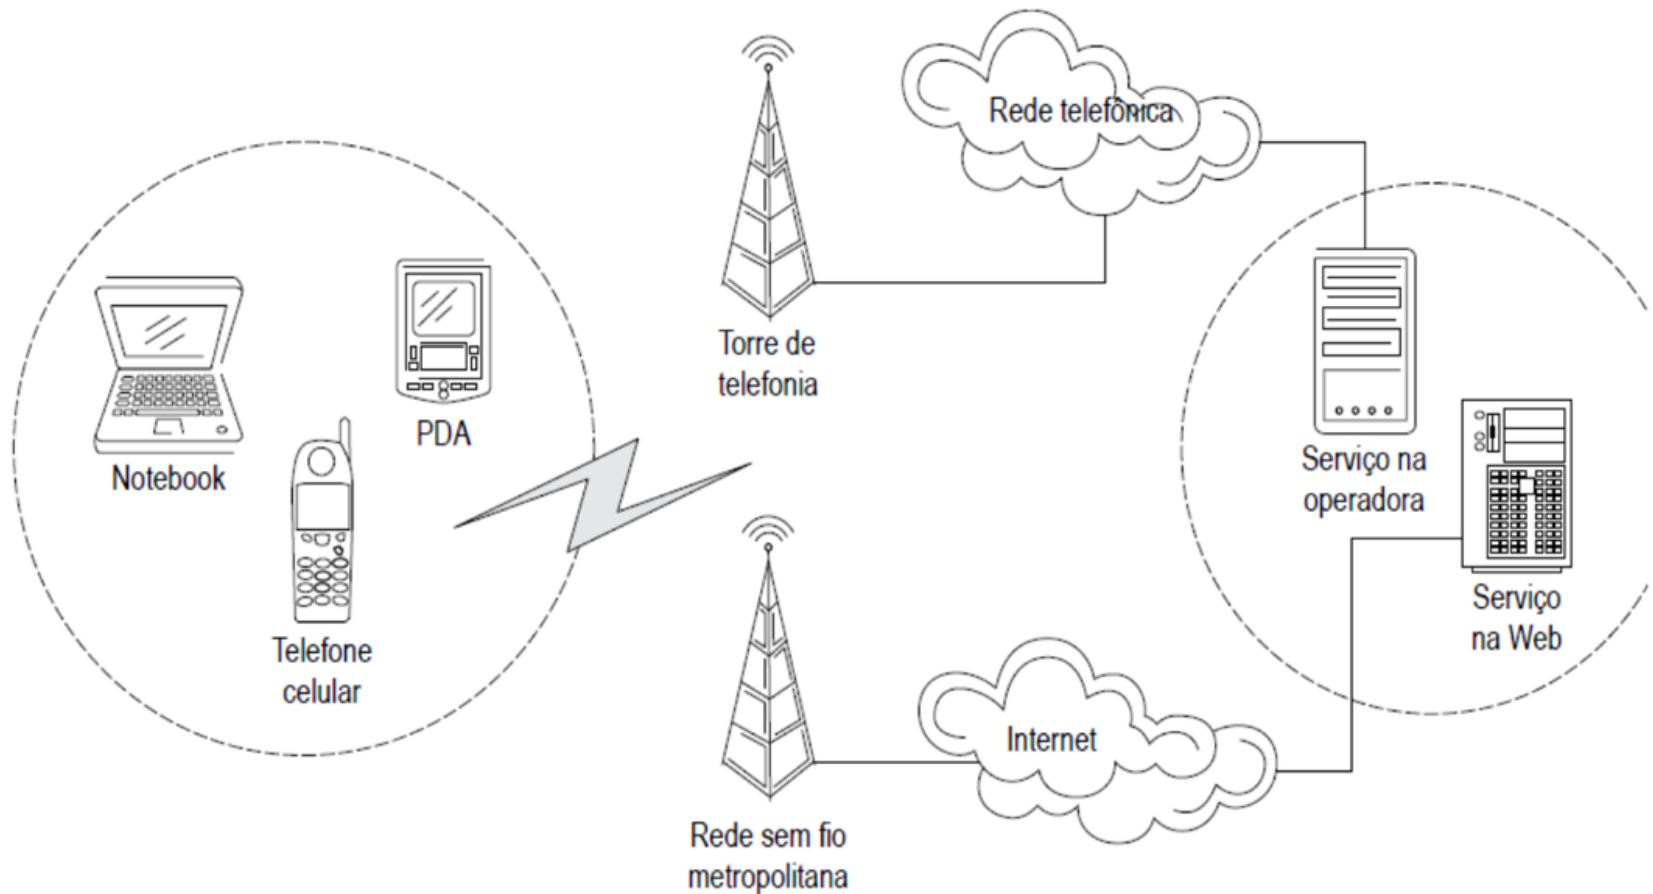 Rede telefônica
Notebook
PDA
Telefone
celular
Torre de
telefonia
Serviço na
operadora
Serviço
na Web
Internet
Rede sem fio
metropolitana